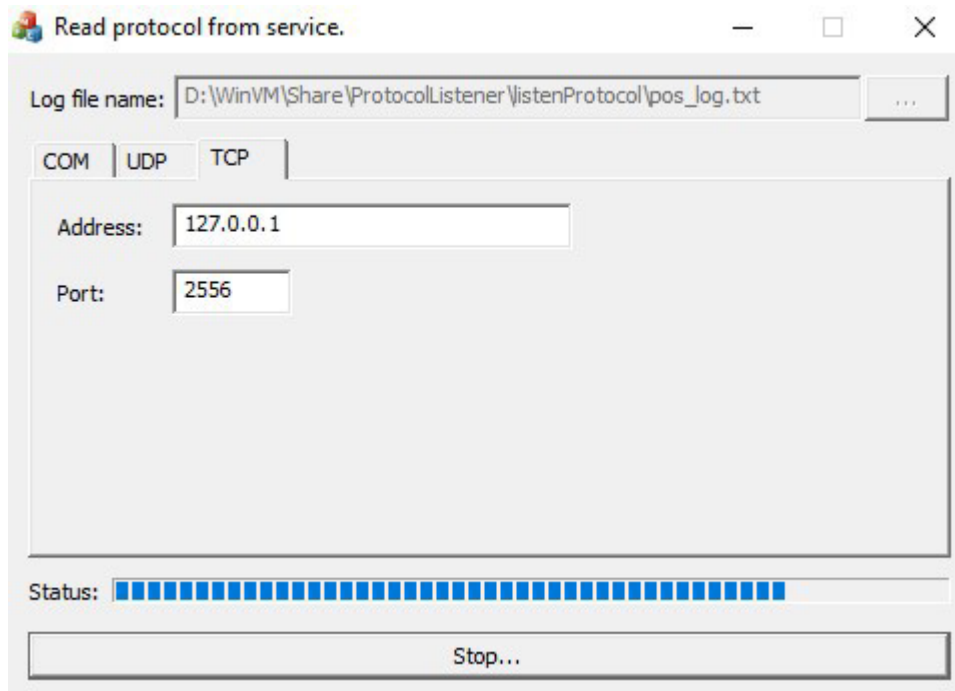 Read protocol from service.
Log file name: D:\WinVM\Share\ProtocolListener\listenProtocol\pos_log.txt ...
COM UDP TCP
Address: 127.0.0.1
Port: 2556
Status:
Stop...